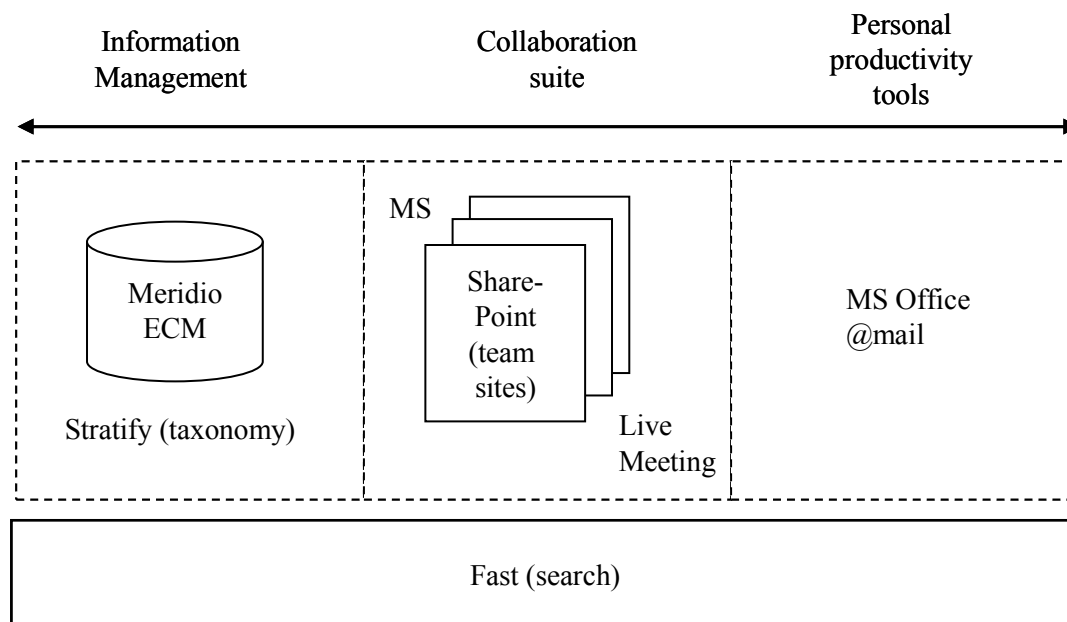 Information
Management
Collaboration
suite
Personal
productivity
tools
Meridio
ECM
Stratify (taxonomy)
MS
Share-
Point
(team
sites)
Live
Meeting
MS Office
@mail
Fast (search)